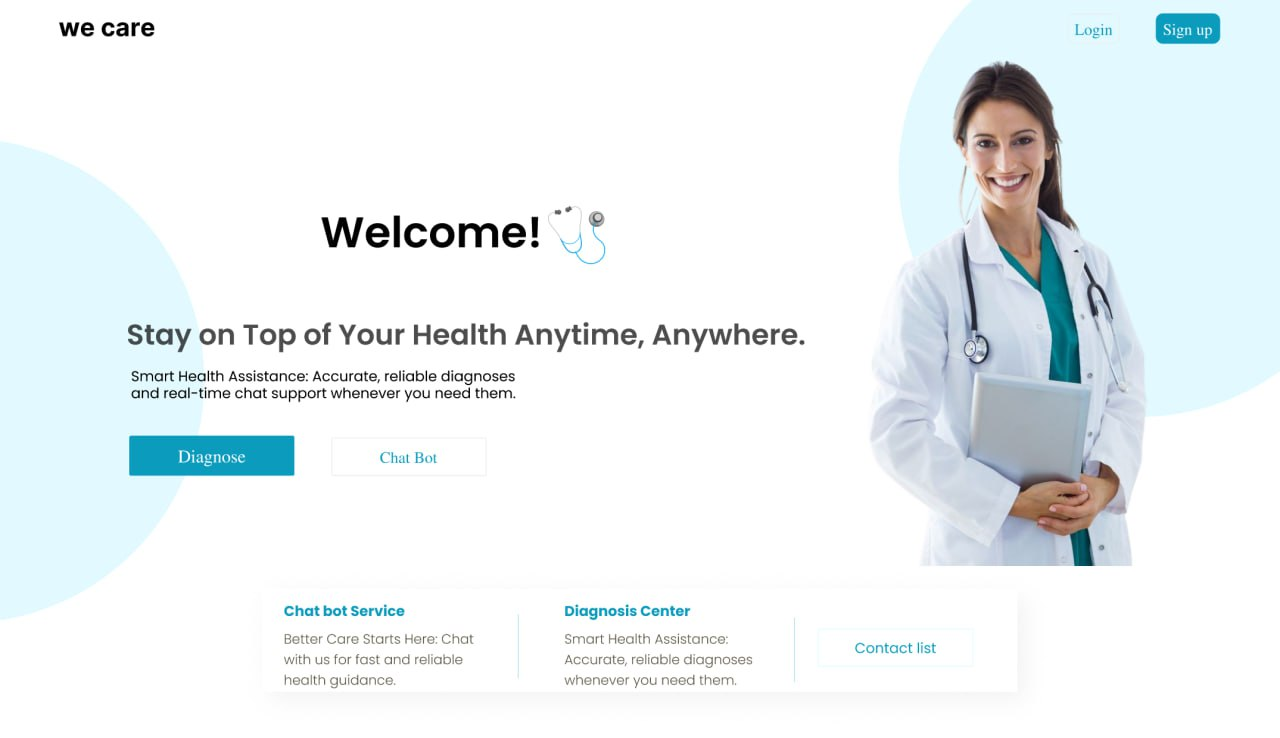 we care
Login
Sign up
Welcome!
Stay on Top of Your Health Anytime, Anywhere.
Smart Health Assistance: Accurate, reliable diagnoses
and real-time chat support whenever you need them.
Diagnose
Chat Bot
Chat bot Service
Better Care Starts Here: Chat
with us for fast and reliable
health guidance.
Diagnosis Center
Smart Health Assistance:
Accurate, reliable diagnoses
whenever you need them.
Contact list